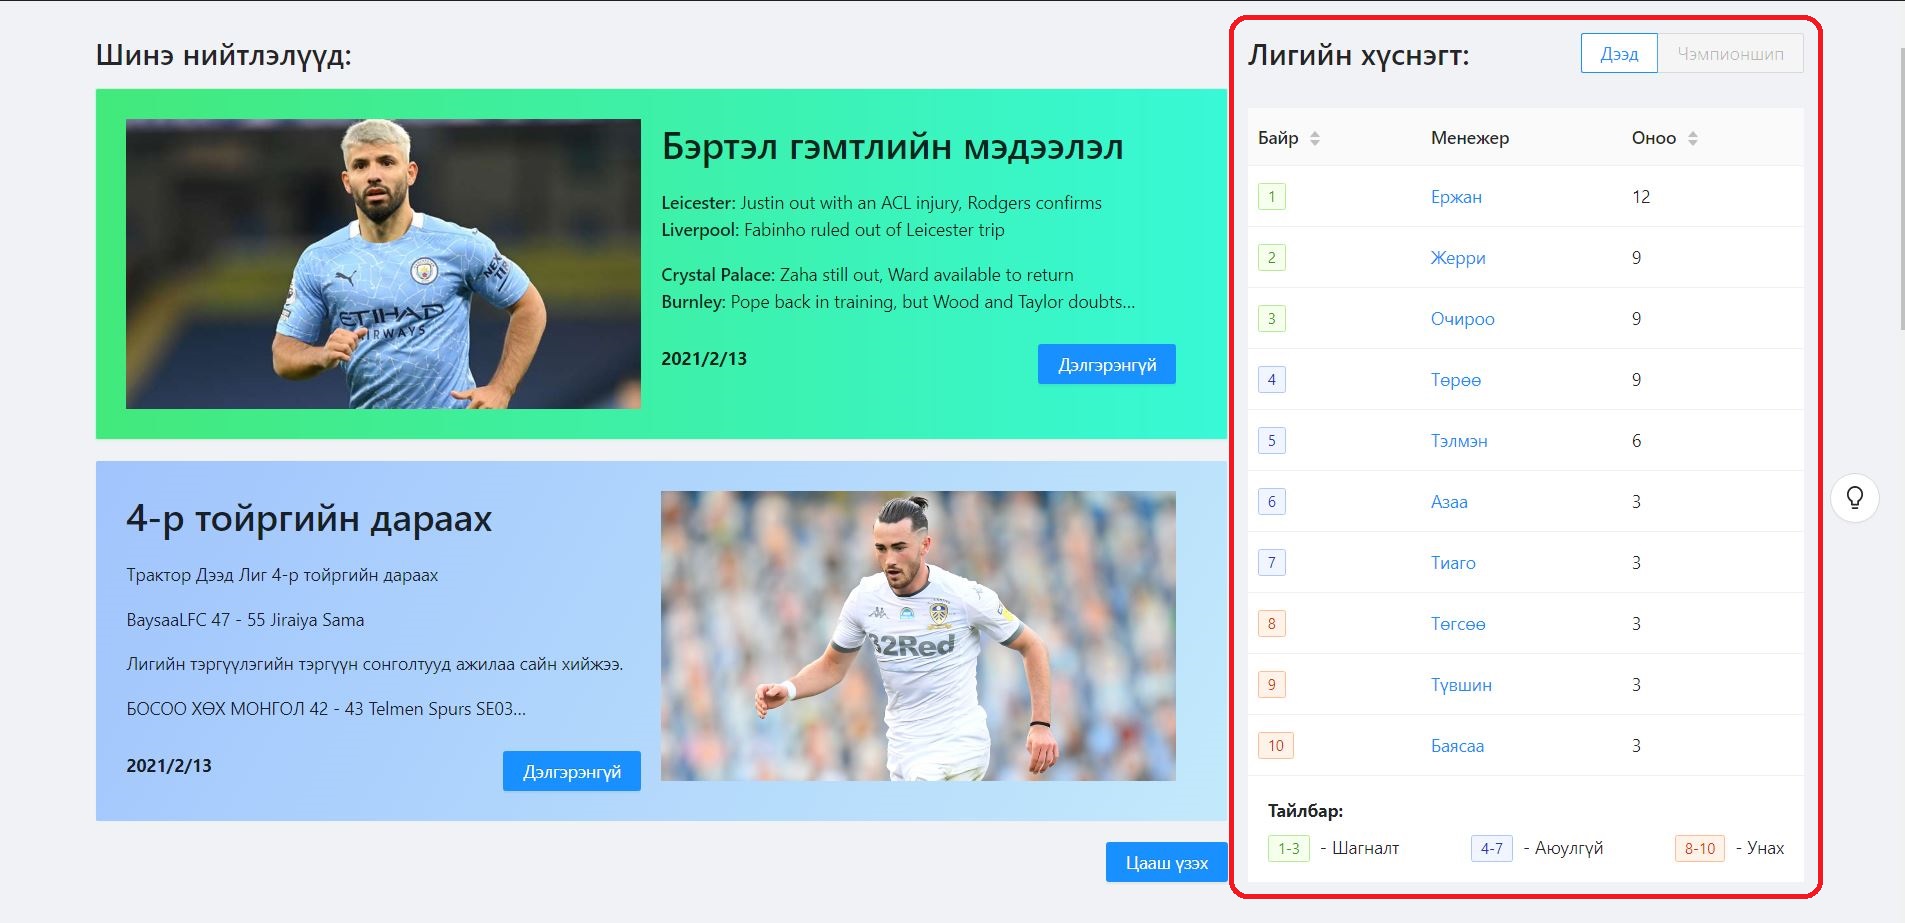 Шинэ нийтлэлүүд:
Бэртэл гэмтлийн мэдээлэл
Leicester: Justin out with an ACL injury, Rodgers confirms
Liverpool: Fabinho ruled out of Leicester trip
Crystal Palace: Zaha still out, Ward available to return
Burnley: Pope back in training, but Wood and Taylor doubts...
2021/2/13
Дэлгэрэнгүй
ETIHAD
AIRWAYS
NEXEN
TIRE
4-р тойргийн дараах
Трактор Дээд Лиг 4-р тойргийн дараах
BaysaaLFC 47 - 55 Jiraiya Sama
Лигийн тэргүүлэгийн тэргүүн сонголтууд ажилаа сайн хийжээ.
БОСОО ХӨХ МОНГОЛ 42 - 43 Telmen Spurs SE03...
2021/2/13
Дэлгэрэнгүй
32Red
Цааш үзэх
Лигийн хүснэгт:
Дээд Чэмпионшип
Байр Менежер Оноо
1 Ержан 12
2 Жерри 9
3 Очироо 9
4 Төрөө 9
5 Тэлмэн 6
6 Азаа 3
7 Тиаго 3
8 Төгсөө 3
9 Түвшин 3
10 Баясаа 3
Тайлбар:
1-3 - Шагналт 4-7 - Аюулгүй 8-10 - Унах